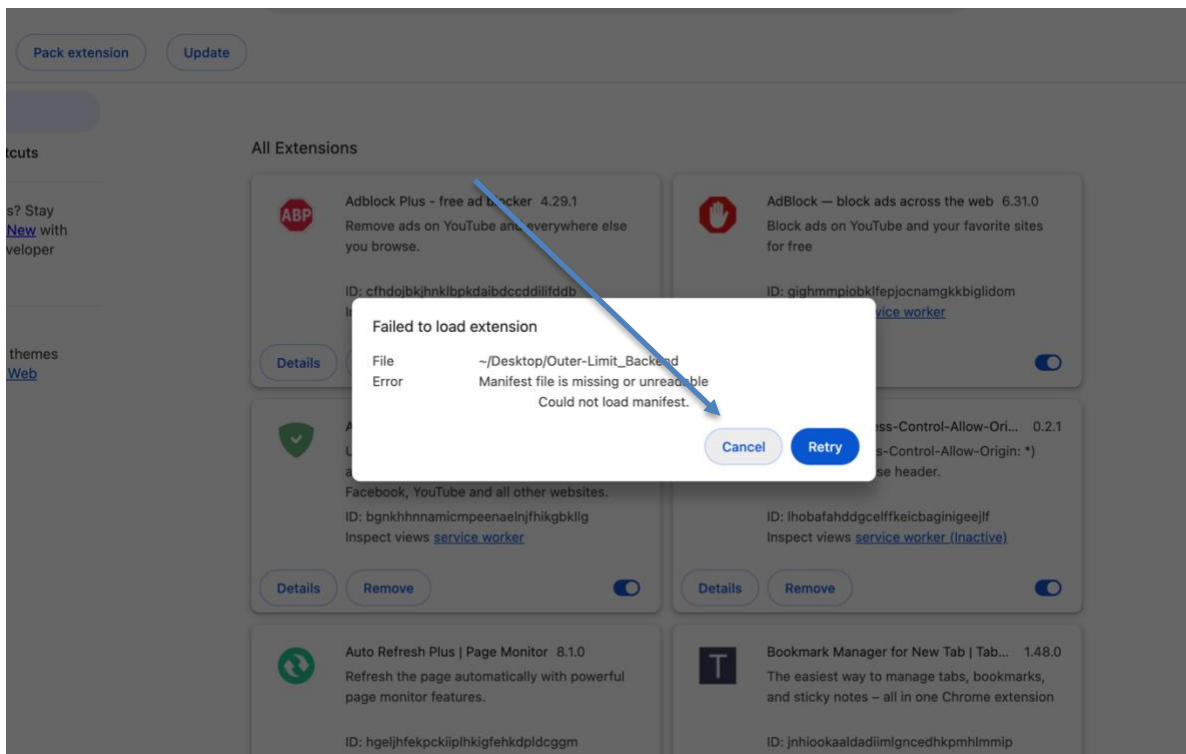 Pack extension
Update
tcuts
s? Stay
New with
veloper
themes
Web
All Extensions
Adblock Plus - free ad blocker 4.29.1
Remove ads on YouTube and everywhere else
you browse.
ID: cfhdojbkjhnklbpkdaibdccddilifddb
ABP
Details
AdBlock — block ads across the web 6.31.0
Block ads on YouTube and your favorite sites
for free
ID: gighmmpiobklfepjocnamgkkbiglidom
vice worker
Failed to load extension
File ~/Desktop/Outer-Limit_Backend
Error Manifest file is missing or unreadable
Could not load manifest.
Cancel
Retry
Facebook, YouTube and all other websites.
ID: bgnkhhnnamicmpeenaelnjfhikgbkllg
Inspect views service worker
Details
Remove
ss-Control-Allow-Ori... 0.2.1
s-Control-Allow-Origin: *)
se header.
ID: lhobafahddgcelffkeicbaginigeejlf
Inspect views service worker (Inactive)
Details
Remove
Auto Refresh Plus | Page Monitor 8.1.0
Refresh the page automatically with powerful
page monitor features.
ID: hgeljhfekpckiiplhkigfehkdpldcggm
T
Bookmark Manager for New Tab | Tab... 1.48.0
The easiest way to manage tabs, bookmarks,
and sticky notes – all in one Chrome extension
ID: jnhiookaaldadiimlgncedhkpmhlmmip